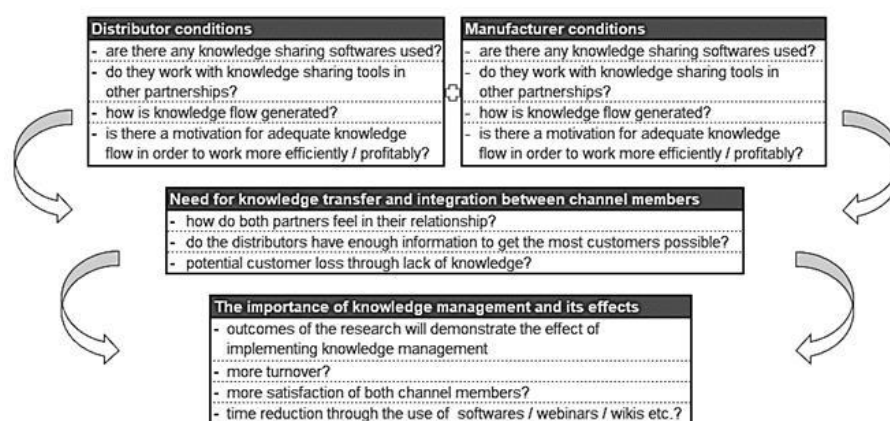 Distributor conditions
- are there any knowledge sharing softwares used?
- do they work with knowledge sharing tools in
other partnerships?
- how is knowledge flow generated?
- is there a motivation for adequate knowledge
flow in order to work more efficiently / profitably?
Manufacturer conditions
- are there any knowledge sharing softwares used?
- do they work with knowledge sharing tools in
other partnerships?
- how is knowledge flow generated?
- is there a motivation for adequate knowledge
flow in order to work more efficiently / profitably?
Need for knowledge transfer and integration between channel members
- how do both partners feel in their relationship?
- do the distributors have enough information to get the most customers possible?
- potential customer loss through lack of knowledge?
The importance of knowledge management and its effects
- outcomes of the research will demonstrate the effect of
implementing knowledge management
- more turnover?
- more satisfaction of both channel members?
- time reduction through the use of softwares / webinars / wikis etc.?